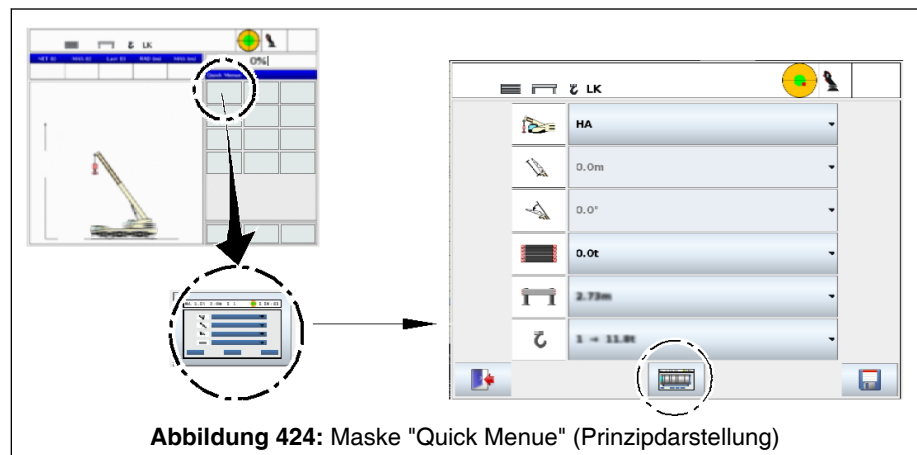 LK
0%
Quick Menue
LK
HA
0.0m
0.0°
0.0t
2.73m
1 → 11.8t
Abbildung 424: Maske "Quick Menue" (Prinzipdarstellung)